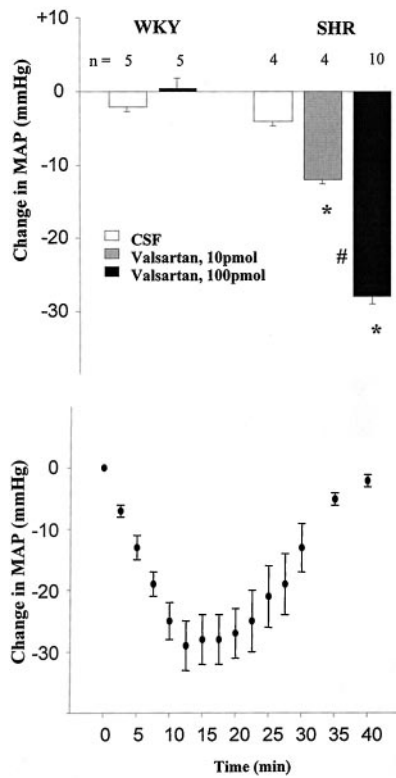 +10
WKY SHR
n = 5 5 4 4 10
0
-10
* 
CSF
Valsartan, 10pmol
Valsartan, 100pmol
#
-20
-30
*
Change in MAP (mmHg)
0
-10
-20
-30
Change in MAP (mmHg)
0 5 10 15 20 25 30 35 40
Time (min)